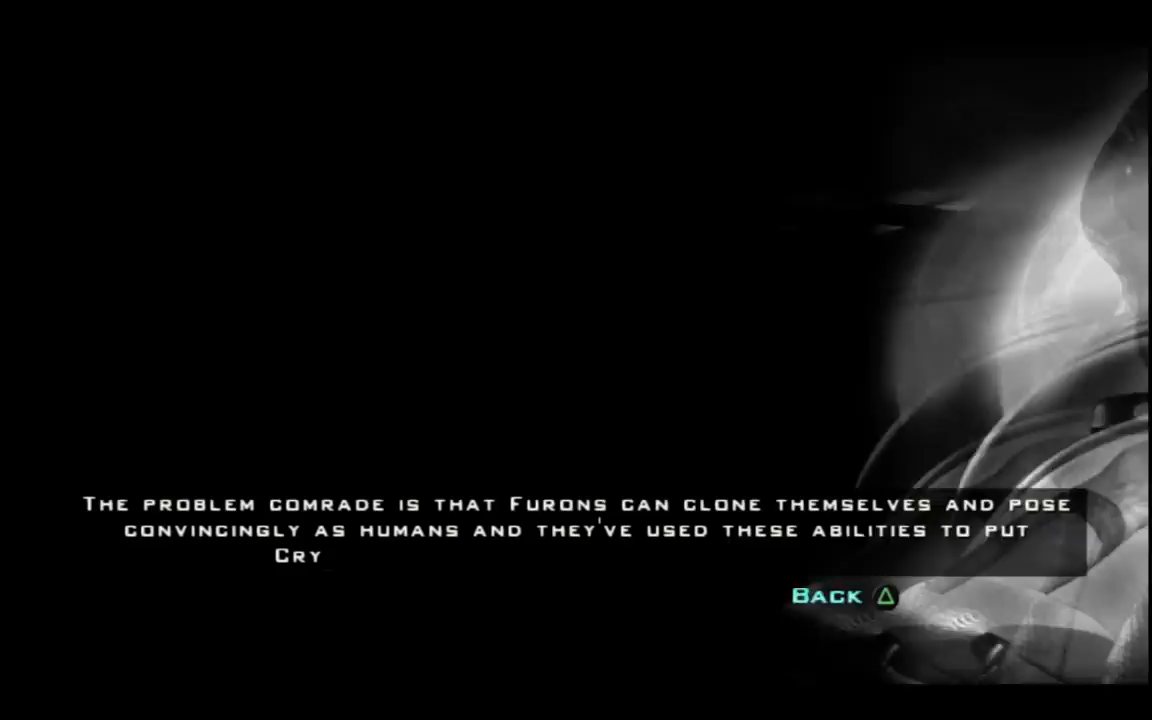 The problem comrade is that Furons can clone themselves and pose
convincingly as humans and they've used these abilities to put
Cry
Back